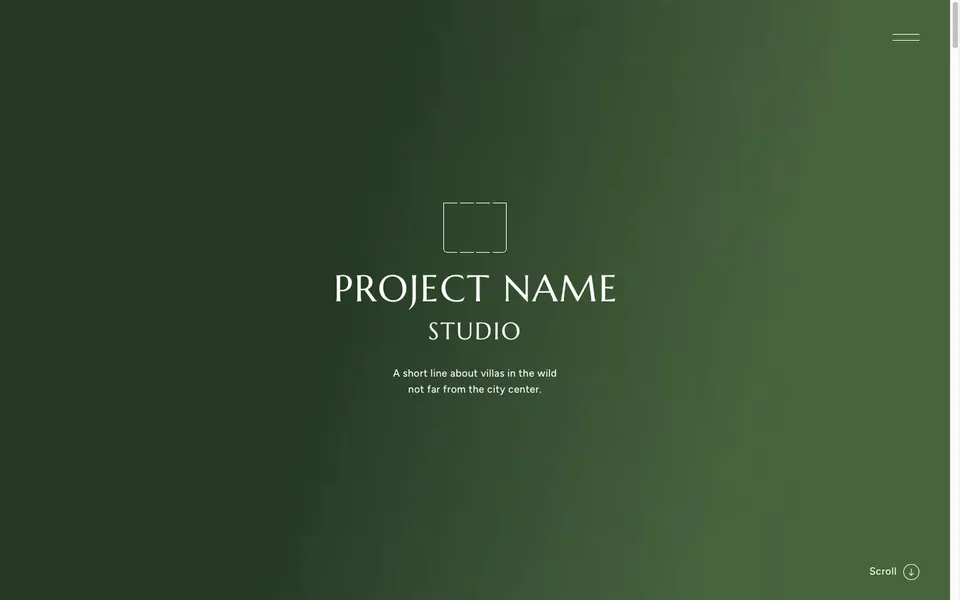 PROJECT NAME
STUDIO
A short line about villas in the wild
not far from the city center.
Scroll